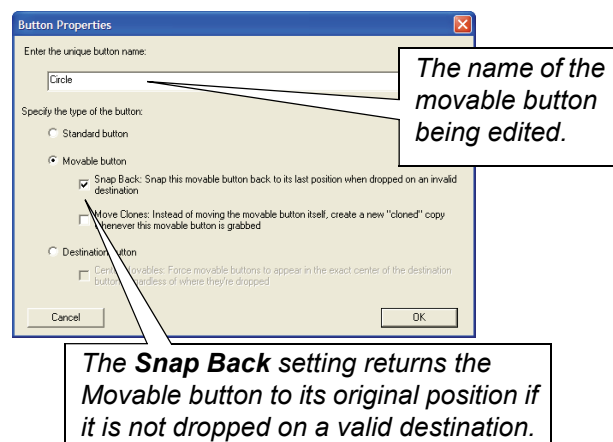 Button Properties
Enter the unique button name:
Circle
The name of the
movable button
being edited.
Specify the type of the button:
Standard button
Movable button
Snap Back: Snap this movable button back to its last position when dropped on an invalid
destination
Move Clones: Instead of moving the movable button itself, create a new "cloned" copy
whenever this movable button is grabbed
Destination button
Center Movables: Force movable buttons to appear in the exact center of the destination
button regardless of where they're dropped
Cancel
OK
The Snap Back setting returns the
Movable button to its original position if
it is not dropped on a valid destination.